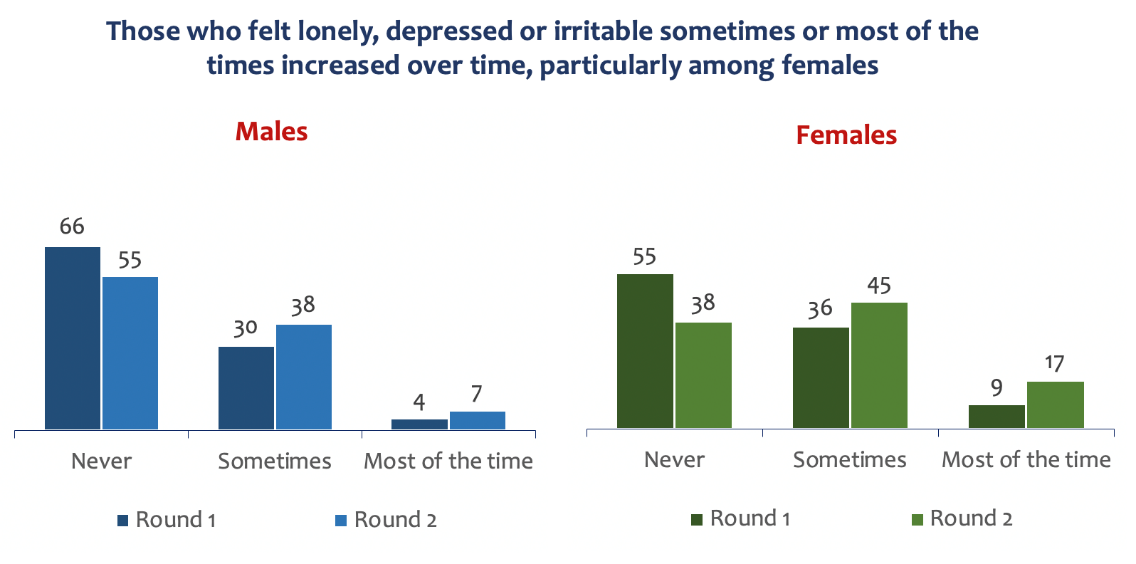 Those who felt lonely, depressed or irritable sometimes or most of the
times increased over time, particularly among females
Males
66
55
30
38
4
7
Never
Sometimes
Most of the time
Round 1
Round 2
Females
55
38
36
45
9
17
Never
Sometimes
Most of the time
Round 1
Round 2